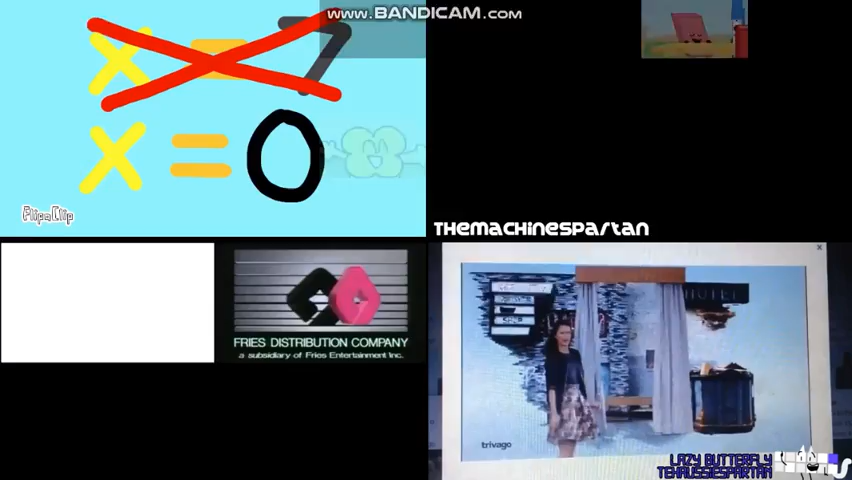 www.BANDICAM.com
x = 7
x = 0
FlipaClip
THEMACHINESPARTAN
FRIES DISTRIBUTION COMPANY
a subsidiary of Fries Entertainment Inc.
HOTEL
trivago
LAZY BUTTERFLY
TEHAUSSIESPARTAN